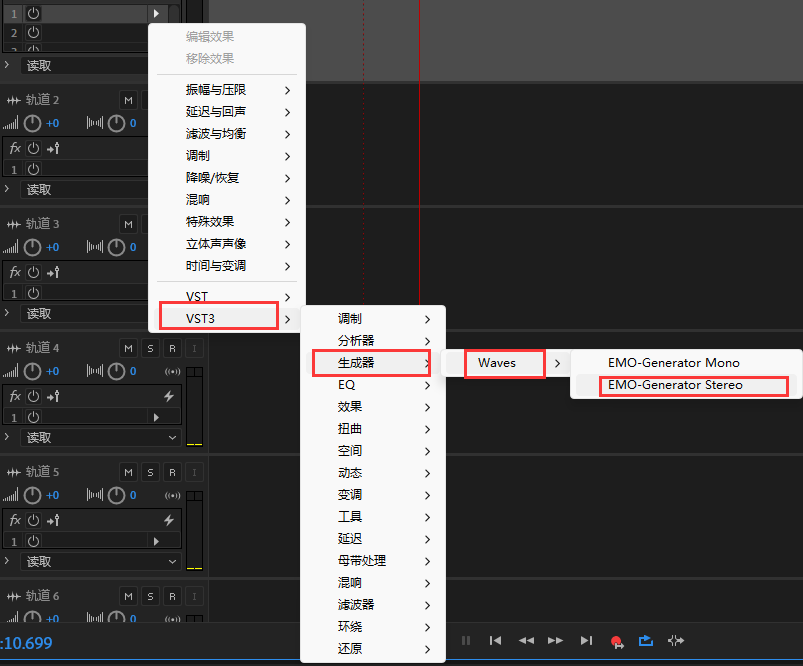 1
2
3
读取
轨道 2
M
+0
0
fx
1
读取
轨道 3
M
+0
0
fx
1
读取
轨道 4
M S R I
+0
0
fx
1
读取
轨道 5
M S R I
+0
0
fx
1
读取
轨道 6
M S R I
+0
0
:10.699
编辑效果
移除效果
振幅与压限
延迟与回声
滤波与均衡
调制
降噪/恢复
混响
特殊效果
立体声声像
时间与变调
VST
VST3
调制
分析器
生成器
EQ
效果
扭曲
空间
动态
变调
工具
延迟
母带处理
混响
滤波器
环绕
还原
Waves
EMO-Generator Mono
EMO-Generator Stereo